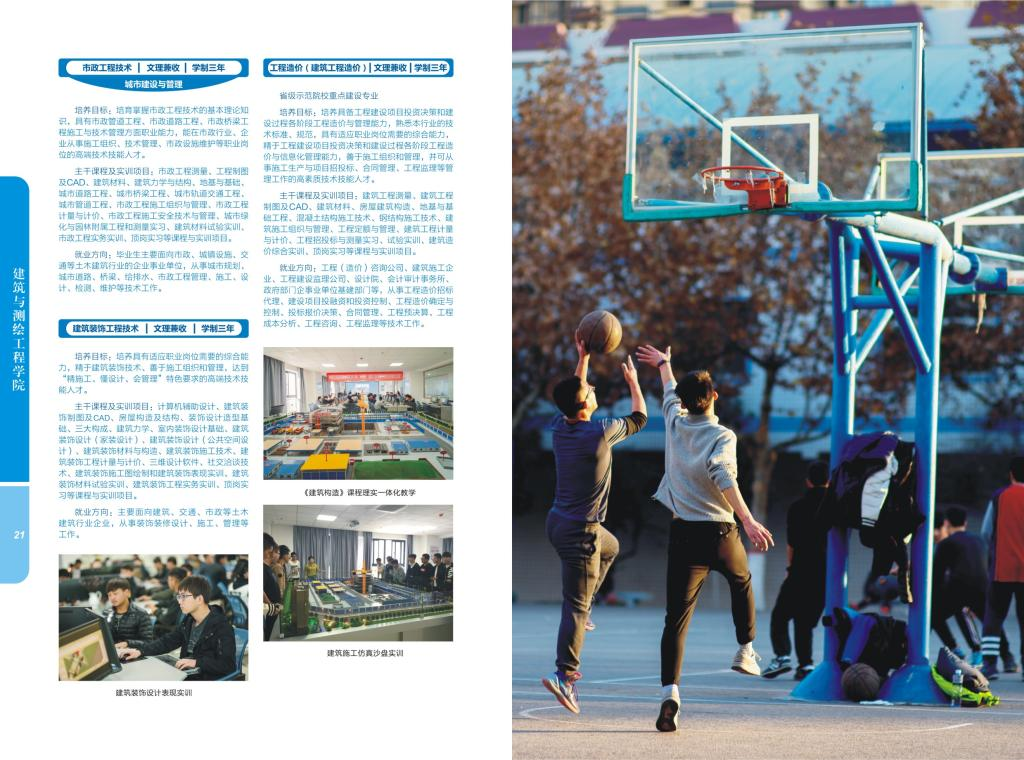 建筑与测绘工程学院
21
市政工程技术 | 文理兼收 | 学制三年
城市建设与管理
培养目标：培育掌握市政工程技术的基本理论知
识，具有市政管道工程、市政道路工程、市政桥梁工
程施工与技术管理方面职业能力，能在市政行业、企
业从事施工组织、技术管理、市政设施维护等职业岗
位的高端技术技能人才。
主干课程及实训项目：市政工程测量、工程制图
及CAD、建筑材料、建筑力学与结构、地基与基础、
城市道路工程、城市桥梁工程、城市轨道交通工程、
城市管道工程、市政工程施工组织与管理、市政工程
计量与计价、市政工程施工安全技术与管理、城市绿
化与园林附属工程和测量实习、建筑材料试验实训、
市政工程实务实训、顶岗实习等课程与实训项目。
就业方向：毕业生主要面向市政、城镇设施、交
通等土木建筑行业的企业事业单位，从事城市规划，
城市道路、桥梁、给排水、市政工程管理、施工、设
计、检测、维护等技术工作。
建筑装饰工程技术 | 文理兼收 | 学制三年
培养目标：培养具有适应职业岗位需要的综合能
力，精于建筑装饰技术、善于施工组织和管理，达到
“精施工、懂设计、会管理”特色要求的高端技术技
能人才。
主干课程及实训项目：计算机辅助设计、建筑装
饰制图及CAD、房屋构造及结构、装饰设计造型基
础、三大构成、建筑力学、室内装饰设计基础、建筑
装饰设计（家装设计）、建筑装饰设计（公共空间设
计）、建筑装饰材料与构造、建筑装饰施工技术、建
筑装饰工程计量与计价、三维设计软件、社交洽谈技
术、建筑装饰施工图绘制和建筑装饰表现实训、建筑
装饰材料试验实训、建筑装饰工程实务实训、顶岗实
习等课程与实训项目。
就业方向：主要面向建筑、交通、市政等土木
建筑行业企业，从事装饰装修设计、施工、管理等
工作。
建筑装饰设计表现实训
工程造价（建筑工程造价）| 文理兼收 | 学制三年
省级示范院校重点建设专业
培养目标：培养具备工程建设项目投资决策和建
设过程各阶段工程造价与管理能力，熟悉本行业的技
术标准、规范，具有适应职业岗位需要的综合能力，
精于工程建设项目投资决策和建设过程各阶段工程造
价与信息化管理能力，善于施工组织和管理，并可从
事施工生产与项目招投标、合同管理、工程监理等管
理工作的高素质技术技能人才。
主干课程及实训项目：建筑工程测量、建筑工程
制图及CAD、建筑材料、房屋建筑构造、地基与基
础工程、混凝土结构施工技术、钢结构施工技术、建
筑施工组织与管理、工程定额与管理、建筑工程计量
与计价、工程招投标与测量实习、试验实训、建筑造
价综合实训、顶岗实习等课程与实训项目。
就业方向：工程（造价）咨询公司、建筑施工企
业、工程建设监理公司、设计院、会计审计事务所、
政府部门企事业单位基建部门等，从事工程造价招标
代理、建设项目投融资和投资控制、工程造价确定与
控制、投标报价决策、合同管理、工程预决算、工程
成本分析、工程咨询、工程监理等技术工作。
《建筑构造》课程理实一体化教学
建筑施工仿真沙盘实训